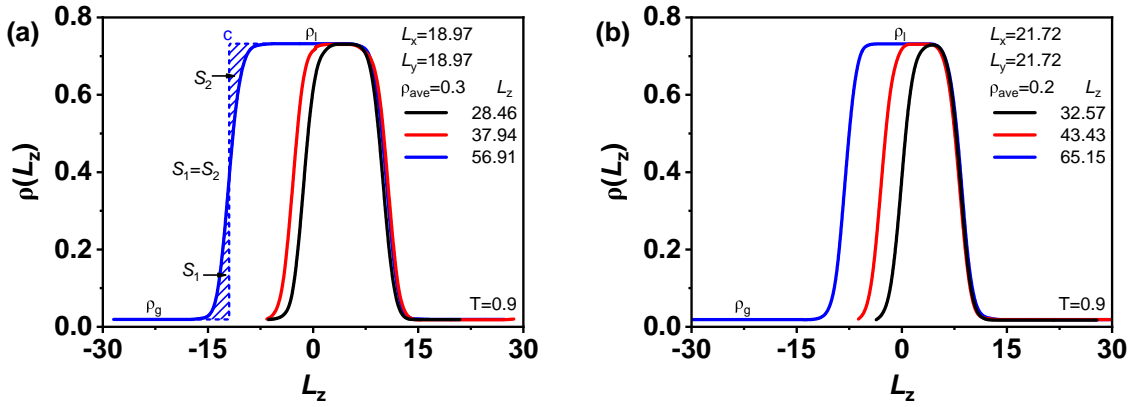 (a)
0.8
0.6
0.4
0.2
0.0
ρ(Lz)
-30
-15
0
15
30
Lz
c
ρl
S2
S1=S2
S1
ρg
Lx=18.97
Ly=18.97
ρave=0.3 Lz
28.46
37.94
56.91
T=0.9
(b)
0.8
0.6
0.4
0.2
0.0
ρ(Lz)
-30
-15
0
15
30
Lz
ρl
ρg
Lx=21.72
Ly=21.72
ρave=0.2 Lz
32.57
43.43
65.15
T=0.9